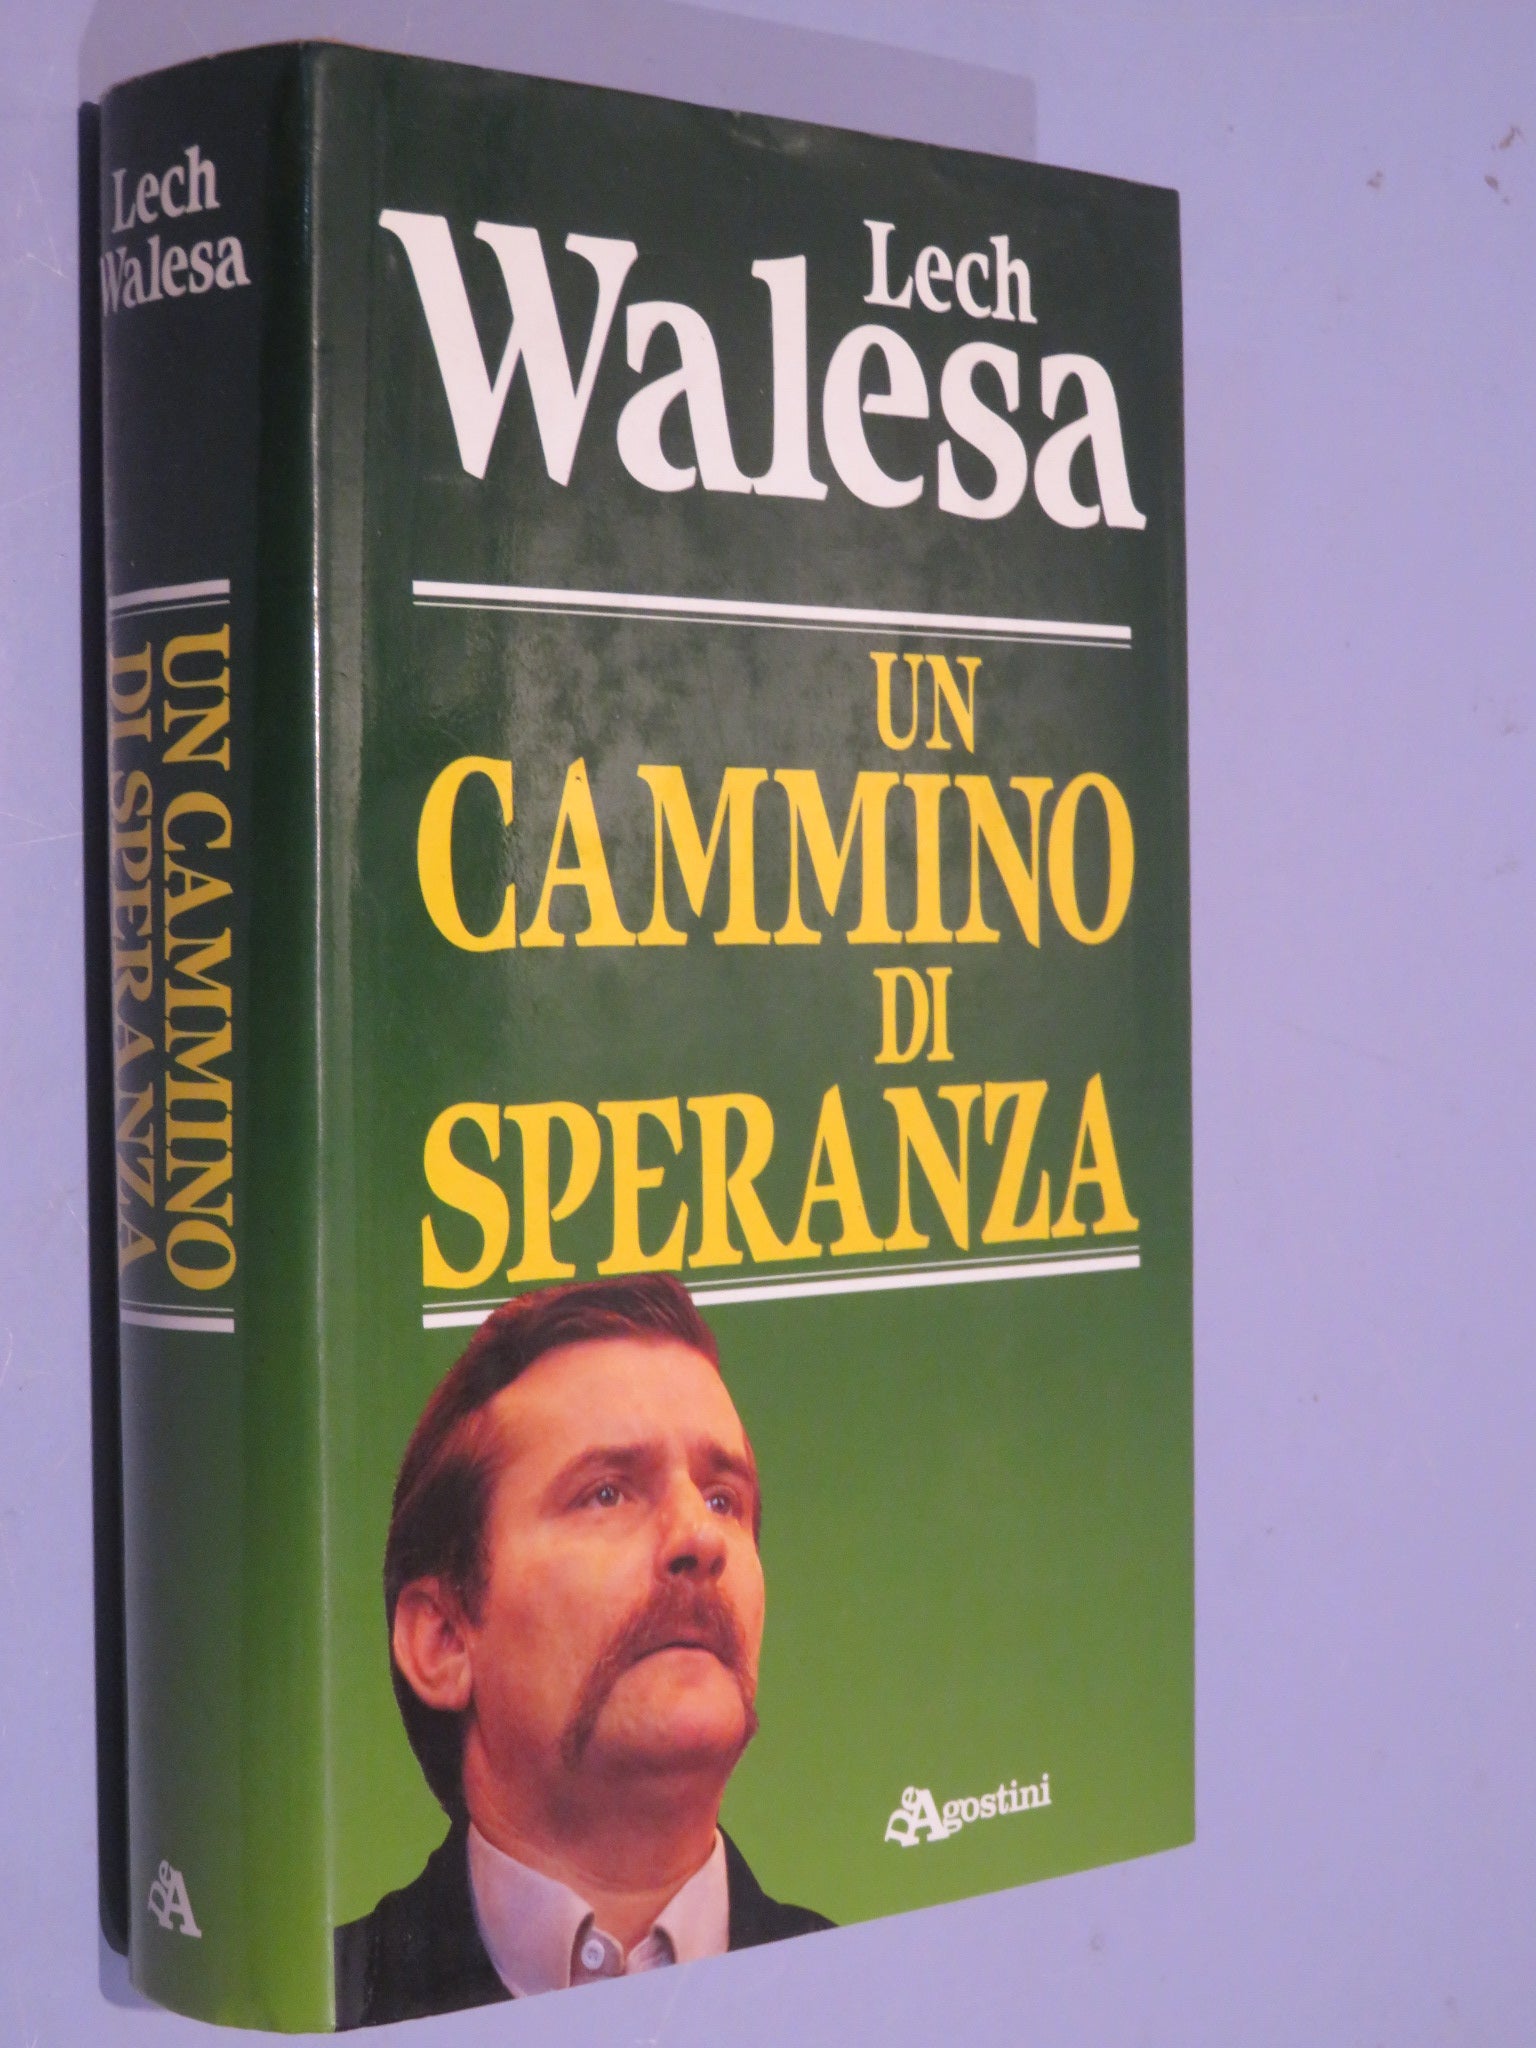 Lech
Walesa
UN CAMMINO
DI SPERANZA
DeA
Lech
Walesa
UN
CAMMINO
DI
SPERANZA
DeAgostini